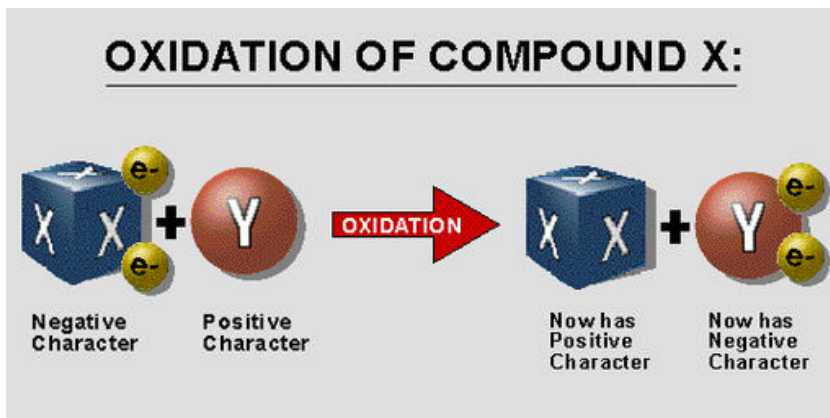 OXIDATION OF COMPOUND X:
X
X
X
e-
e-
+
Y
OXIDATION
X
X
X
+
Y
e-
e-
Negative
Character
Positive
Character
Now has
Positive
Character
Now has
Negative
Character